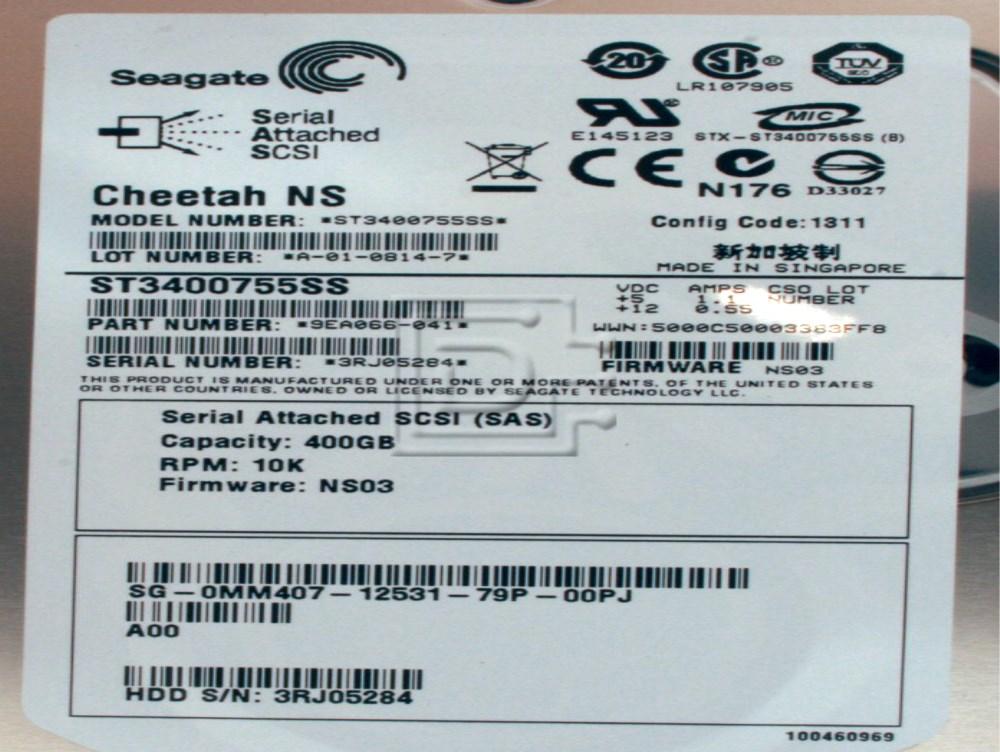 Seagate
20
SA ®
TUV
LR107905
Serial
Attached
SCSI
MIC
E145123
STX-ST3400755SS (B)
CE
N176
D33027
Cheetah NS
MODEL NUMBER: *ST3400755SS*
Config Code:1311
LOT NUMBER: *A-01-0814-7*
新加坡制
MADE IN SINGAPORE
ST3400755SS
VDC AMPS CSO LOT
+5 1.1 NUMBER
+12 0.55
PART NUMBER: *9EA066-041*
WWN:5000C50003383FF8
SERIAL NUMBER: *3RJ05284*
FIRMWARE NS03
THIS PRODUCT IS MANUFACTURED UNDER ONE OR MORE PATENTS, OF THE UNITED STATES
OR OTHER COUNTRIES, OWNED OR LICENSED BY SEAGATE TECHNOLOGY LLC.
Serial Attached SCSI (SAS)
Capacity: 400GB
RPM: 10K
Firmware: NS03
SG-0MM407-12531-79P-00PJ
A00
HDD S/N: 3RJ05284
100460969